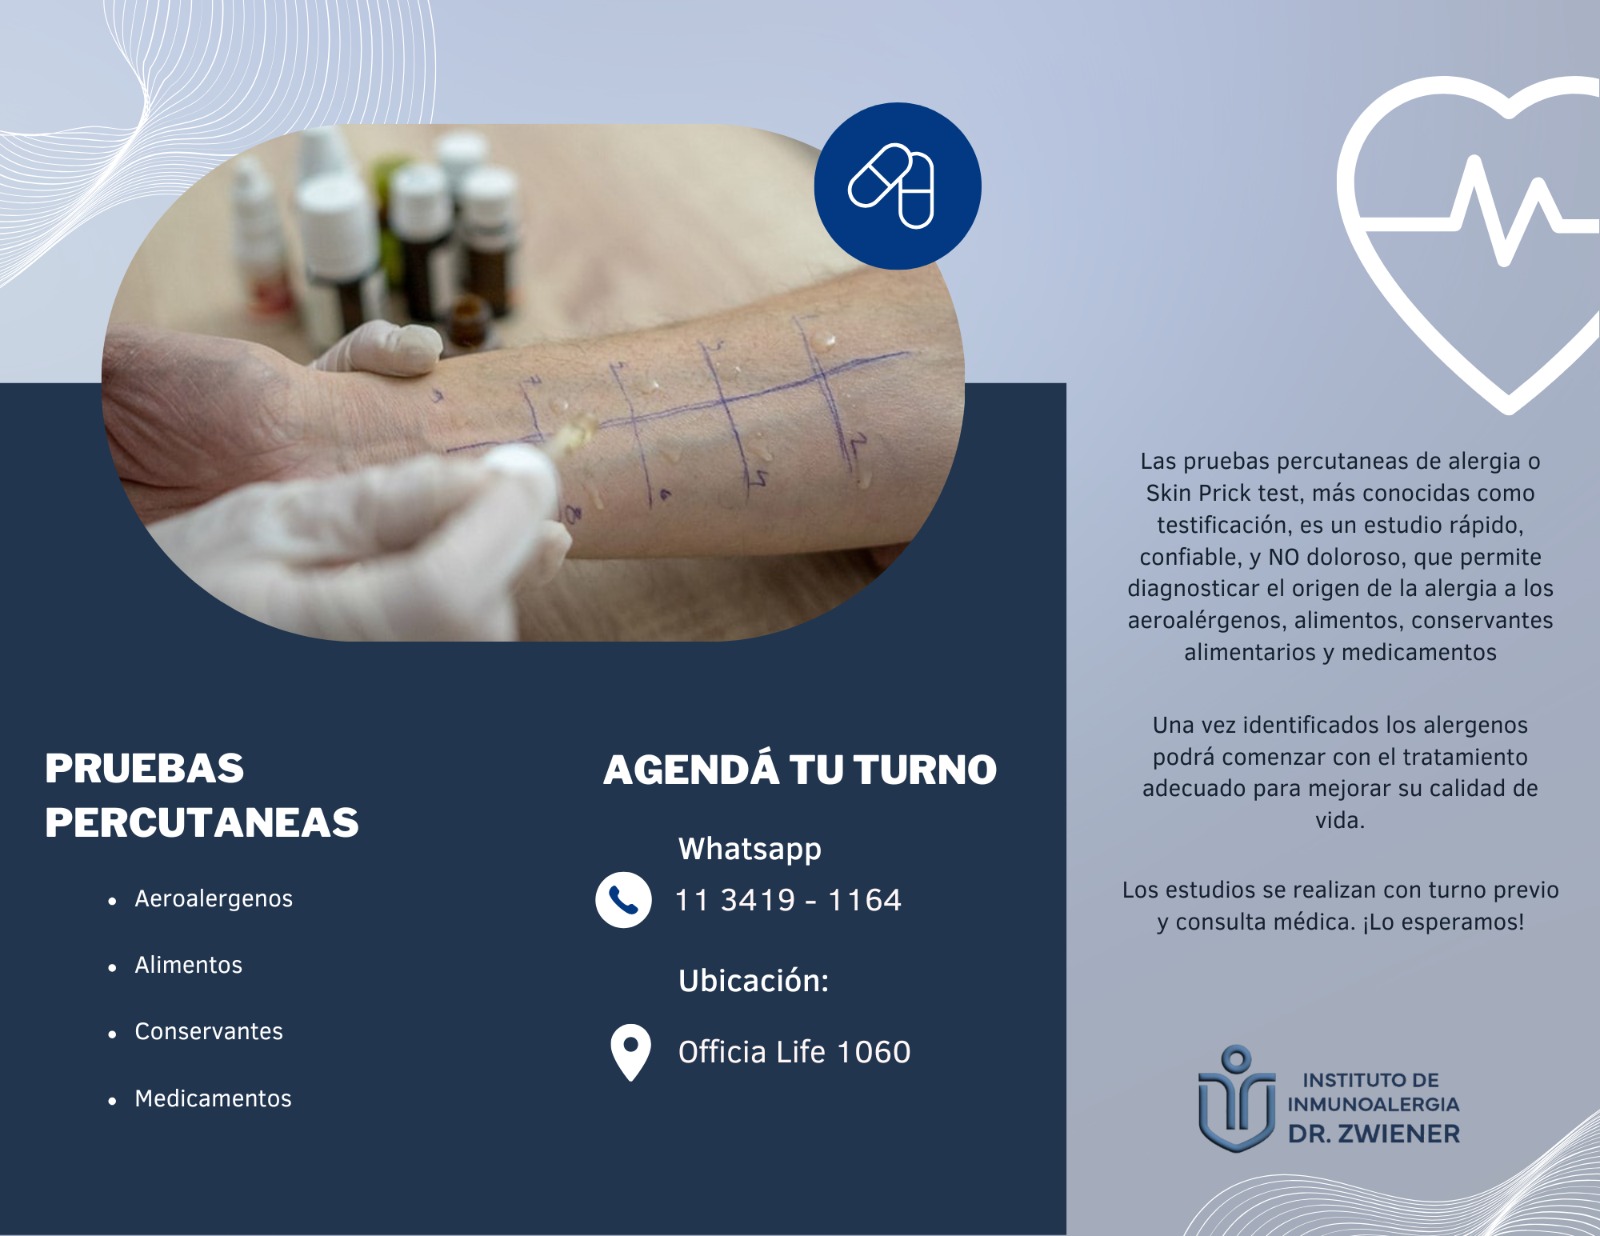 PRUEBAS
PERCUTANEAS
Aeroalergenos
Alimentos
Conservantes
Medicamentos
AGENDÁ TU TURNO
Whatsapp
11 3419 - 1164
Ubicación:
Officia Life 1060
Las pruebas percutaneas de alergia o
Skin Prick test, más conocidas como
testificación, es un estudio rápido,
confiable, y NO doloroso, que permite
diagnosticar el origen de la alergia a los
aeroalérgenos, alimentos, conservantes
alimentarios y medicamentos
Una vez identificados los alergenos
podrá comenzar con el tratamiento
adecuado para mejorar su calidad de
vida.
Los estudios se realizan con turno previo
y consulta médica. ¡Lo esperamos!
INSTITUTO DE
INMUNOALERGIA
DR. ZWIENER